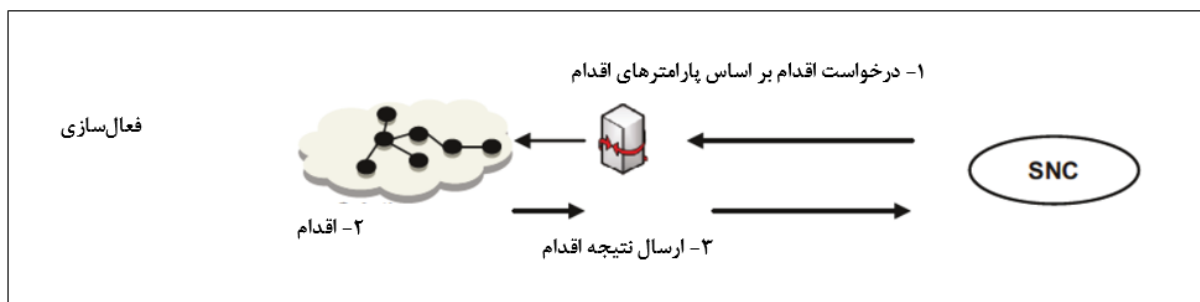 ۱- درخواست اقدام بر اساس پارامترهای اقدام
فعال‌سازی
SNC
۲- اقدام
۳- ارسال نتیجه اقدام